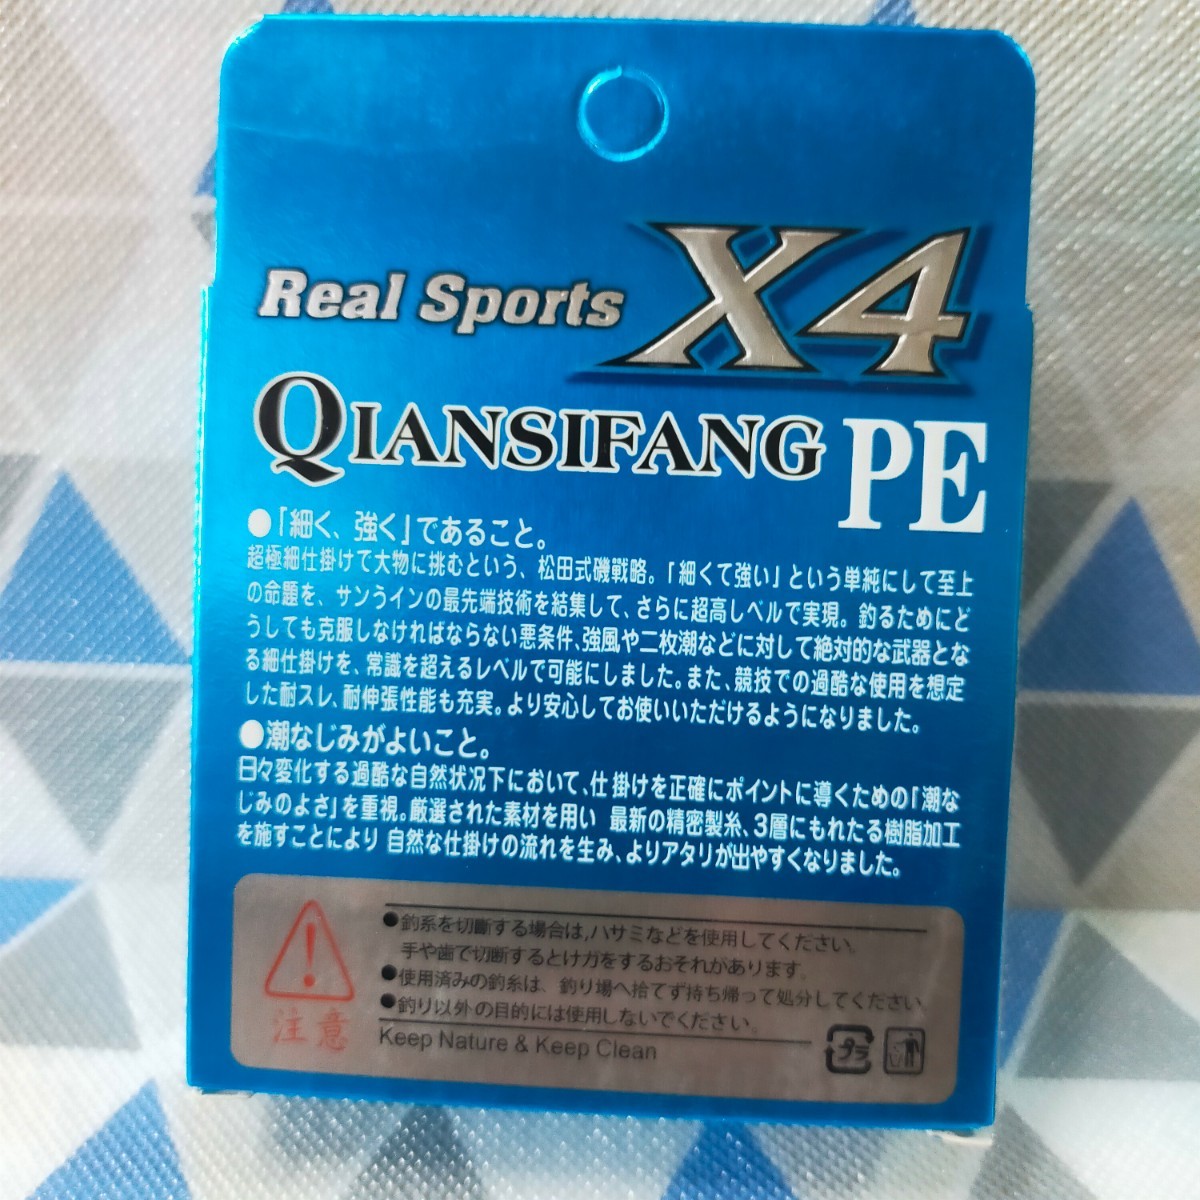 Real Sports X4
QIANSIFANG PE
●「細く、強く」であること。
超極細仕掛けて大物に挑むという、松田式磯戦略。「細くて強い」という単純にして至上
の命題を、サンうインの最先端技術を結集して、さらに超高レベルで実現。釣るためにど
うしても克服しなければならない悪条件、強風や二枚潮などに対して絶対的な武器とな
る細仕掛けを、常識を超えるレベルで可能にしました。また、競技での過酷な使用を想定
した耐スレ、耐伸張性能も充実。より安心してお使いいただけるようになりました。
●潮なじみがよいこと。
日々変化する過酷な自然状況下において、仕掛けを正確にポイントに導くための「潮な
じみのよさ」を重視。厳選された素材を用い 最新の精密製糸、3層にもれたる樹脂加工
を施すことにより 自然な仕掛けの流れを生み、よりアタリが出やすくなりました。
注意
●釣系を切断する場合は,ハサミなどを使用してください。
手や歯で切断するとけガをするおそれがあります。
●使用済みの釣糸は、釣り場へ捨てず持ち帰って処分してください
●釣り以外の目的には使用しないでください。
Keep Nature & Keep Clean
プラ